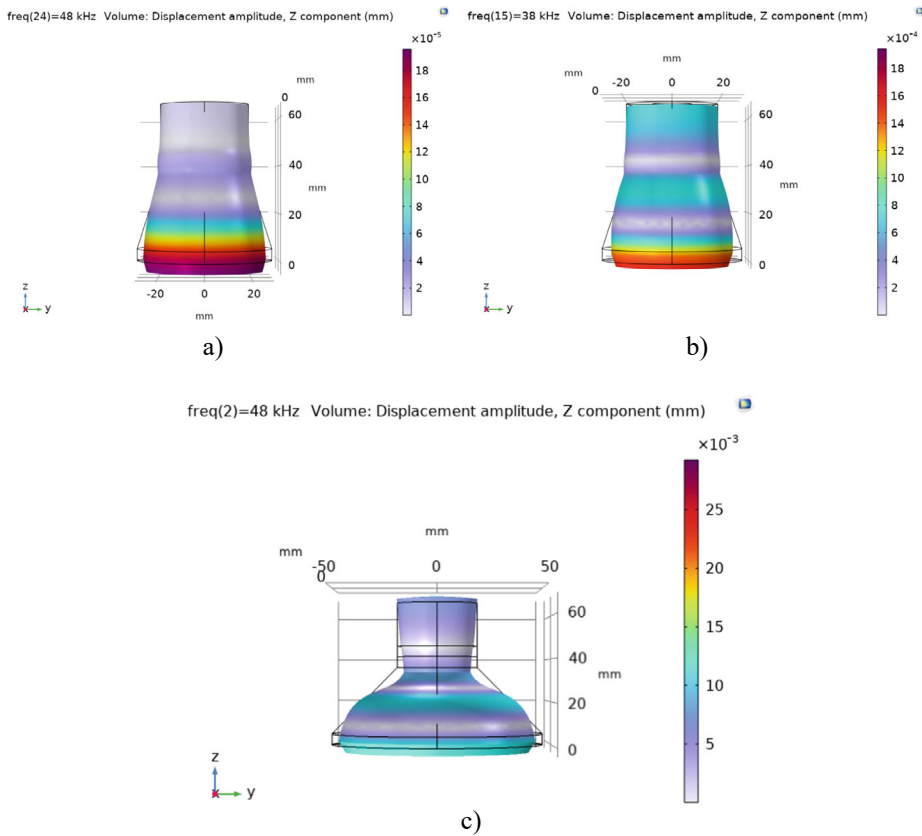 freq(24)=48 kHz Volume: Displacement amplitude, Z component (mm)
×10⁻⁵
mm
0
60
40
mm
20
0
-20 0 20
mm
18
16
14
12
10
8
6
4
2
z
x y
a)
freq(15)=38 kHz Volume: Displacement amplitude, Z component (mm)
×10⁻⁴
mm
-20 0 20
mm
0
60
40
mm
20
0
18
16
14
12
10
8
6
4
2
z
x y
b)
freq(2)=48 kHz Volume: Displacement amplitude, Z component (mm)
×10⁻³
mm
mm
-50 0 50
0
60
40
mm
20
0
25
20
15
10
5
z
x y
c)